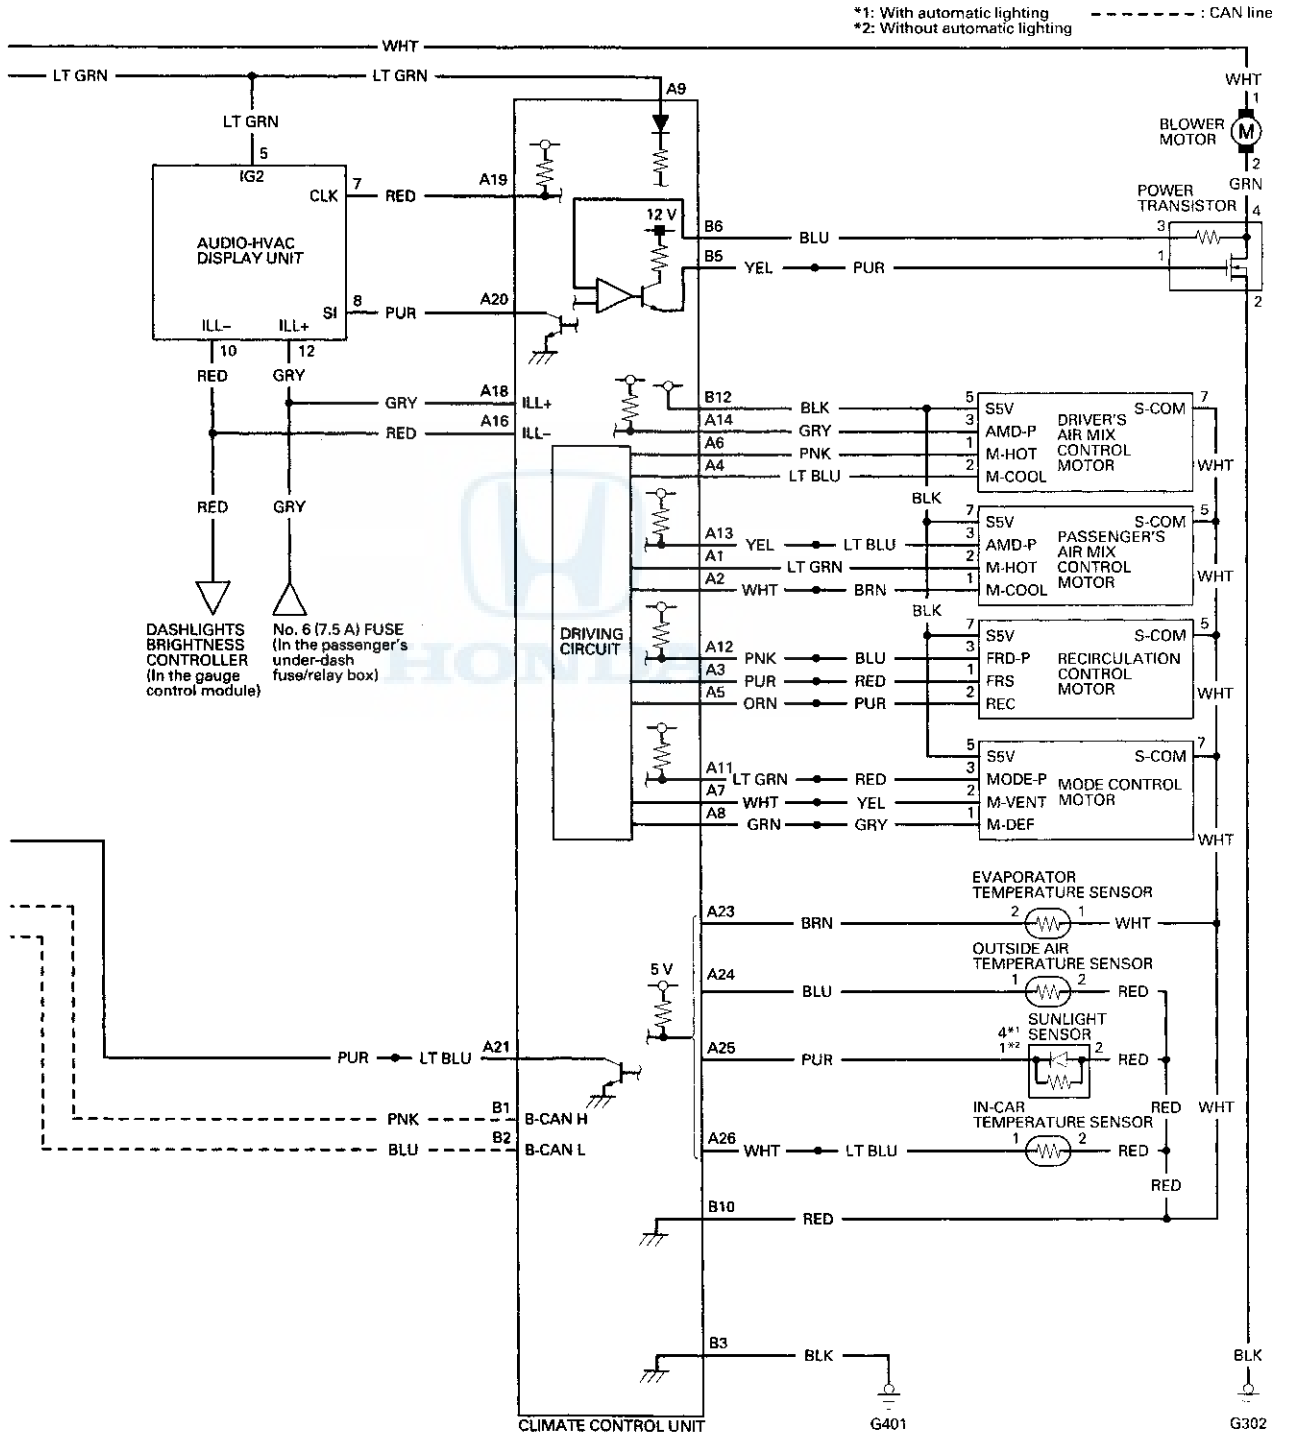 *1: With automatic lighting
*2: Without automatic lighting
: CAN line
WHT
LT GRN
LT GRN
A9
WHT
1
BLOWER
MOTOR
M
2
GRN
LT GRN
5
IG2
CLK
7
RED
A19
AUDIO-HVAC
DISPLAY UNIT
SI
8
PUR
A20
ILL–
ILL+
10
12
RED
GRY
12 V
B6
BLU
B5
YEL
PUR
POWER
TRANSISTOR
4
3
1
2
GRY
A18
ILL+
RED
A16
ILL–
RED
GRY
DASHLIGHTS
BRIGHTNESS
CONTROLLER
(In the gauge
control module)
No. 6 (7.5 A) FUSE
(In the passenger's
under-dash
fuse/relay box)
HONDA
DRIVING
CIRCUIT
B12
BLK
5
S5V
S-COM
7
A14
GRY
3
AMD-P
A6
PNK
1
M-HOT
A4
LT BLU
2
M-COOL
DRIVER'S
AIR MIX
CONTROL
MOTOR
WHT
BLK
7
S5V
S-COM
5
A13
YEL
LT BLU
3
AMD-P
A1
LT GRN
2
M-HOT
A2
WHT
BRN
1
M-COOL
PASSENGER'S
AIR MIX
CONTROL
MOTOR
WHT
BLK
7
S5V
S-COM
5
A12
PNK
BLU
3
FRD-P
A3
PUR
RED
1
FRS
A5
ORN
PUR
2
REC
RECIRCULATION
CONTROL
MOTOR
WHT
5
S5V
S-COM
7
A11
LT GRN
RED
3
MODE-P
A7
WHT
YEL
2
M-VENT
A8
GRN
GRY
1
M-DEF
MODE CONTROL
MOTOR
WHT
EVAPORATOR
TEMPERATURE SENSOR
A23
BRN
2
1
WHT
OUTSIDE AIR
TEMPERATURE SENSOR
5 V
A24
BLU
1
2
RED
SUNLIGHT
SENSOR
4*1
1*2
A25
PUR
2
RED
PUR
LT BLU
A21
IN-CAR
TEMPERATURE SENSOR
RED
WHT
PNK
B1
B-CAN H
BLU
B2
B-CAN L
A26
WHT
LT BLU
1
2
RED
RED
B10
RED
B3
BLK
BLK
CLIMATE CONTROL UNIT
G401
G302